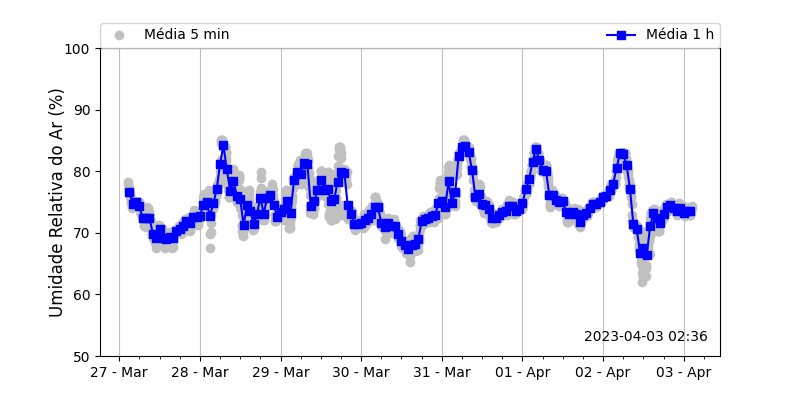 Média 5 min
Média 1 h
100
90
80
70
60
50
Umidade Relativa do Ar (%)
2023-04-03 02:36
27 - Mar
28 - Mar
29 - Mar
30 - Mar
31 - Mar
01 - Apr
02 - Apr
03 - Apr